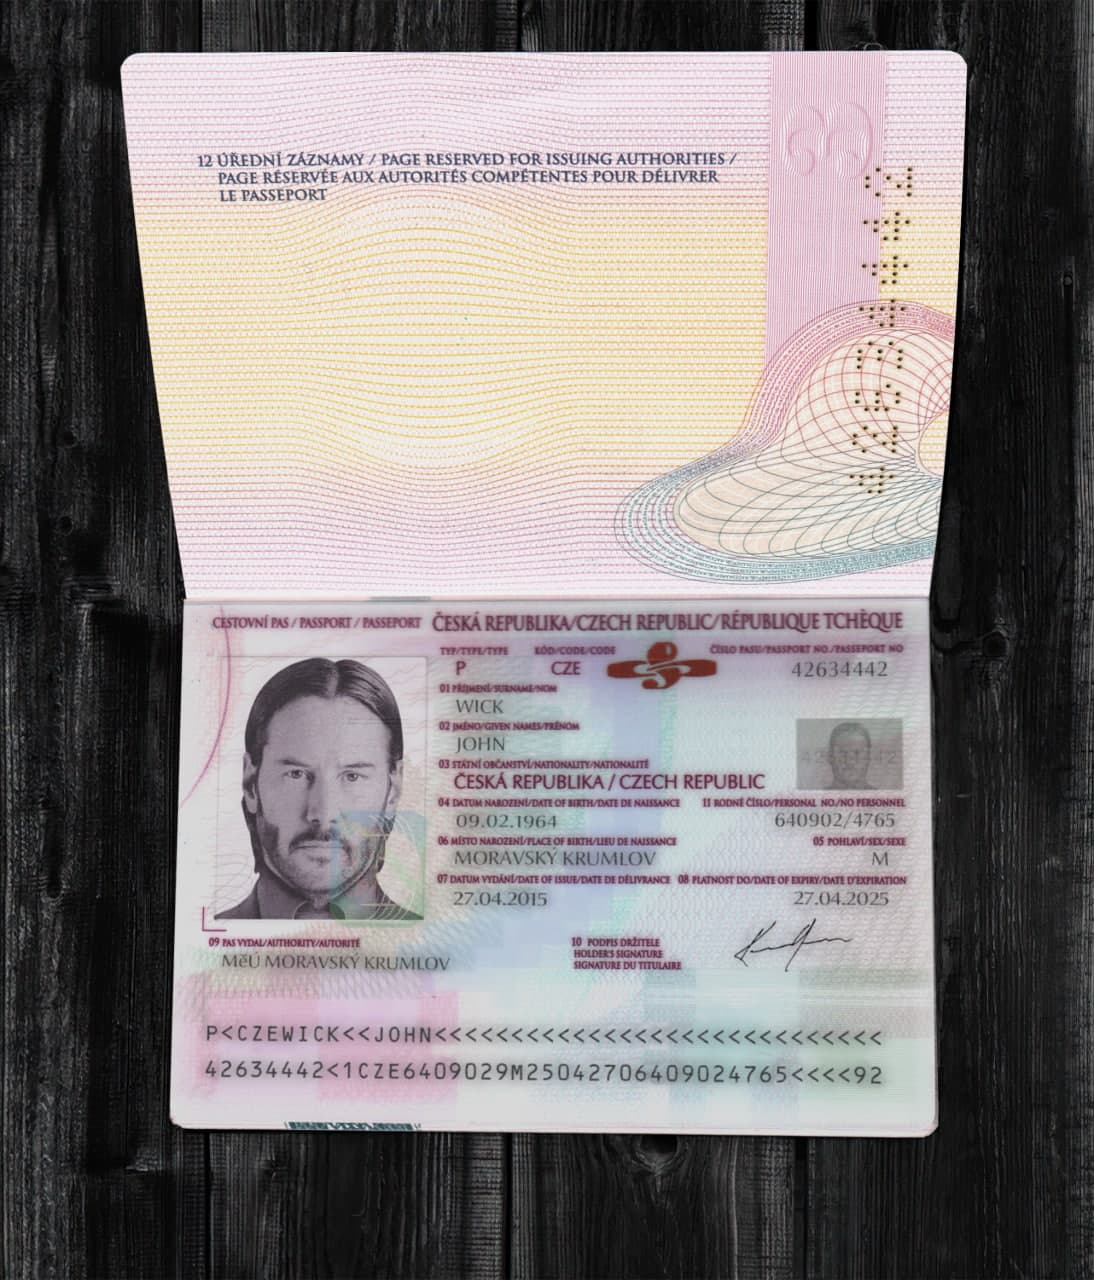 12 ÚŘEDNÍ ZÁZNAMY / PAGE RESERVED FOR ISSUING AUTHORITIES /
PAGE RÉSERVÉE AUX AUTORITÉS COMPÉTENTES POUR DÉLIVRER
LE PASSEPORT
42634442
CESTOVNÍ PAS / PASSPORT / PASSEPORT ČESKÁ REPUBLIKA/CZECH REPUBLIC/RÉPUBLIQUE TCHÈQUE
TYP/TYPE/TYPE KÓD/CODE/CODE ČÍSLO PASU/PASSPORT NO./PASSEPORT NO
P CZE 42634442
01 PŘÍJMENÍ/SURNAME/NOM
WICK
02 JMÉNO/GIVEN NAMES/PRÉNOM
JOHN
03 STÁTNÍ OBČANSTVÍ/NATIONALITY/NATIONALITÉ
ČESKÁ REPUBLIKA / CZECH REPUBLIC
04 DATUM NAROZENÍ/DATE OF BIRTH/DATE DE NAISSANCE 11 RODNÉ ČÍSLO/PERSONAL NO./NO PERSONNEL
09.02.1964 640902/4765
06 MÍSTO NAROZENÍ/PLACE OF BIRTH/LIEU DE NAISSANCE 05 POHLAVÍ/SEX/SEXE
MORAVSKÝ KRUMLOV M
07 DATUM VYDÁNÍ/DATE OF ISSUE/DATE DE DÉLIVRANCE 08 PLATNOST DO/DATE OF EXPIRY/DATE D'EXPIRATION
27.04.2015 27.04.2025
09 PAS VYDAL/AUTHORITY/AUTORITÉ
MěÚ MORAVSKÝ KRUMLOV
10 PODPIS DRŽITELE
HOLDER'S SIGNATURE
SIGNATURE DU TITULAIRE
P<CZEWICK<<JOHN<<<<<<<<<<<<<<<<<<<<<<<<<<<<<
42634442<1CZE6409029M25042706409024765<<<<92